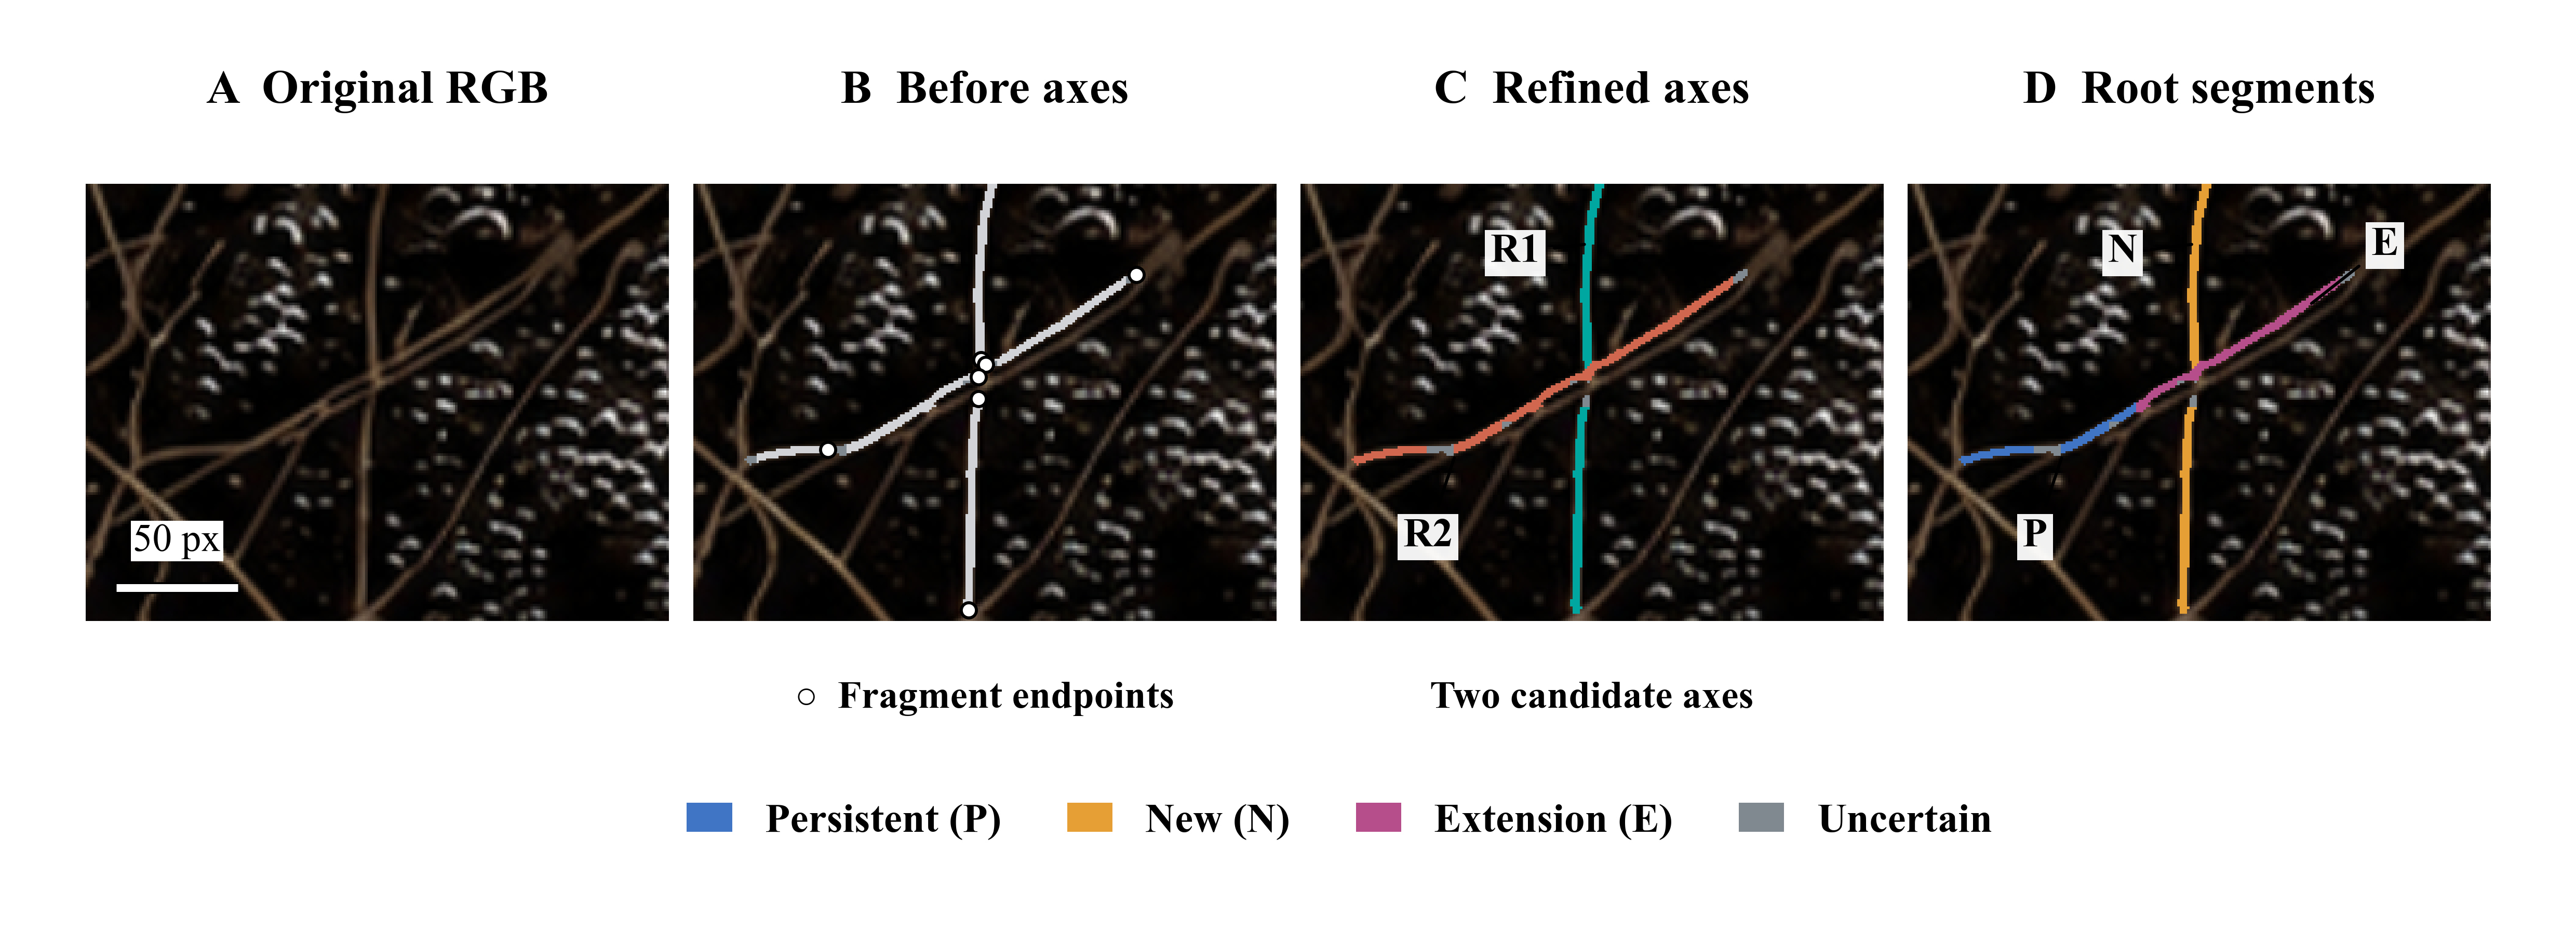 A Original RGB
B Before axes
C Refined axes
D Root segments
50 px
R1
R2
N
E
P
Fragment endpoints
Two candidate axes
Persistent (P)
New (N)
Extension (E)
Uncertain